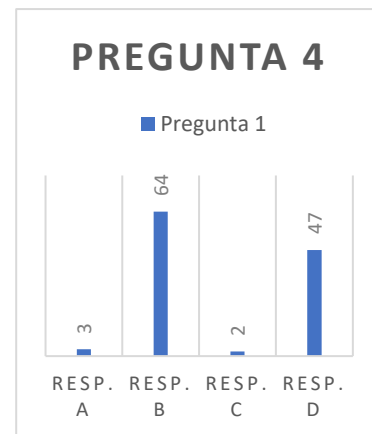 PREGUNTA 4
Pregunta 1
3
64
2
47
RESP. A
RESP. B
RESP. C
RESP. D